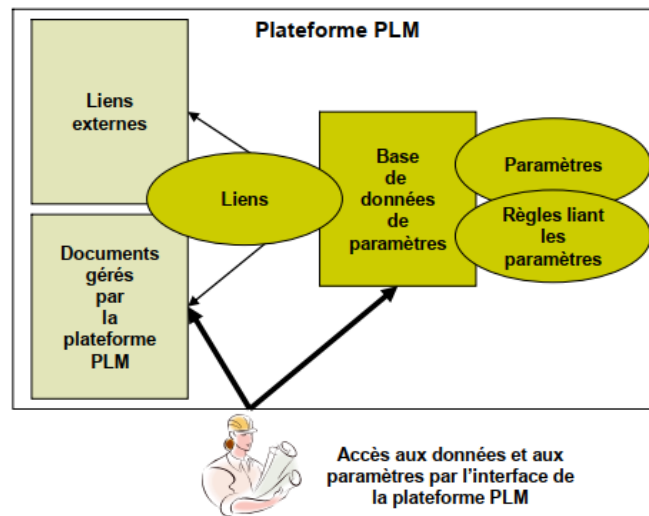 Plateforme PLM
Liens
externes
Liens
Base
de
données
de
paramètres
Paramètres
Règles liant
les
paramètres
Documents
gérés
par
la
plateforme
PLM
Accès aux données et aux
paramètres par l'interface de
la plateforme PLM